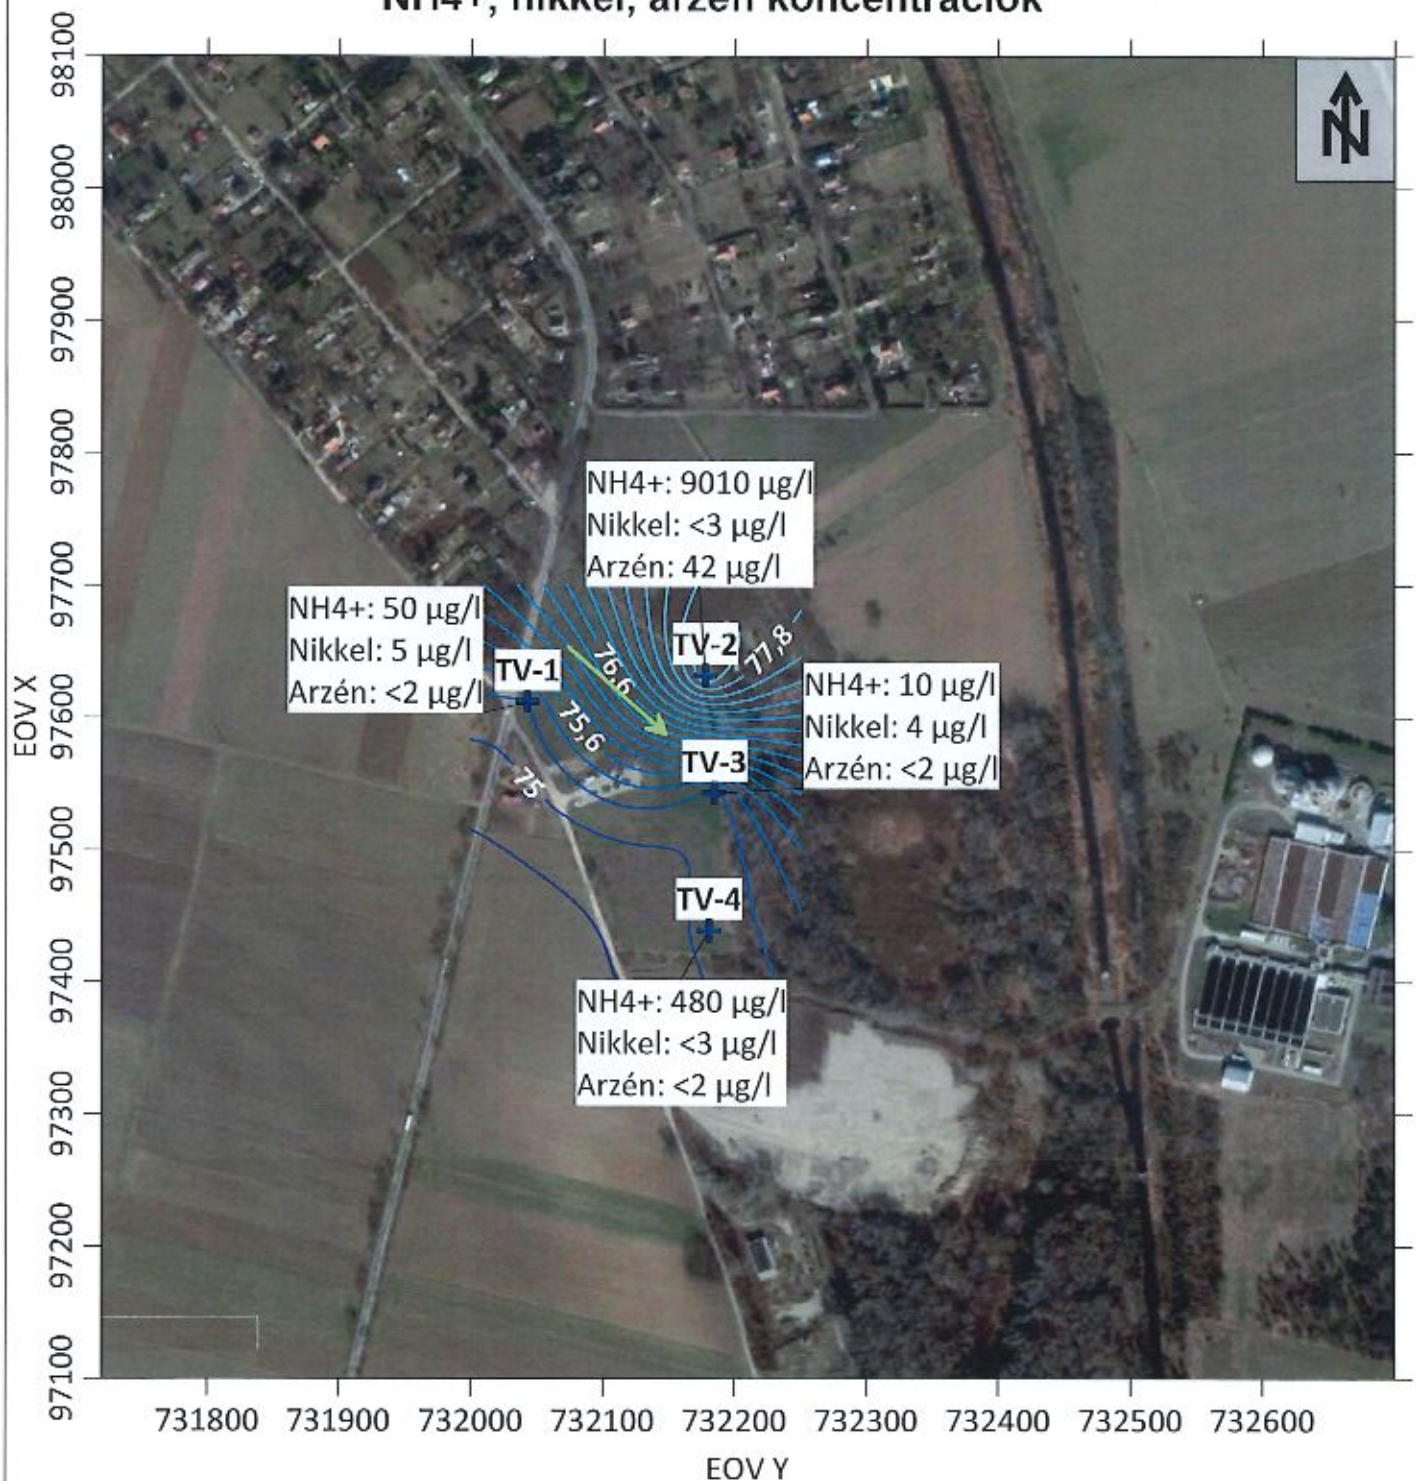 NH4+, nikkel, arzén koncentrációk
N
98100
98000
97900
97800
97700
97600
97500
97400
97300
97200
97100
EOV X
NH4+: 9010 µg/l
Nikkel: <3 µg/l
Arzén: 42 µg/l
NH4+: 50 µg/l
Nikkel: 5 µg/l
Arzén: <2 µg/l
TV-1
TV-2
76,6
77,8
75,6
75
NH4+: 10 µg/l
Nikkel: 4 µg/l
Arzén: <2 µg/l
TV-3
TV-4
NH4+: 480 µg/l
Nikkel: <3 µg/l
Arzén: <2 µg/l
731800 731900 732000 732100 732200 732300 732400 732500 732600
EOV Y